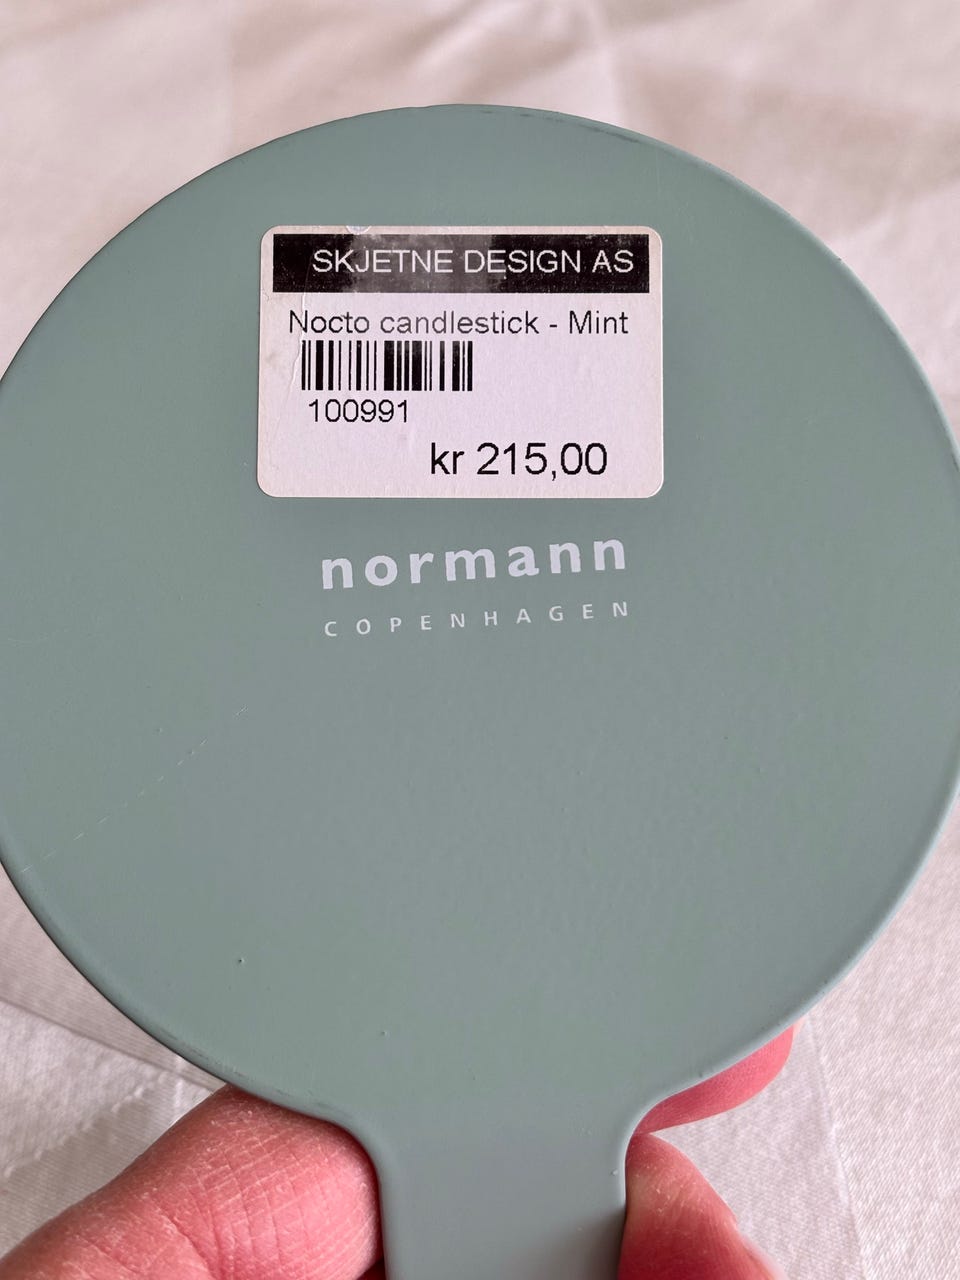 SKJETNE DESIGN AS
Nocto candlestick - Mint
100991
kr 215,00
normann
COPENHAGEN